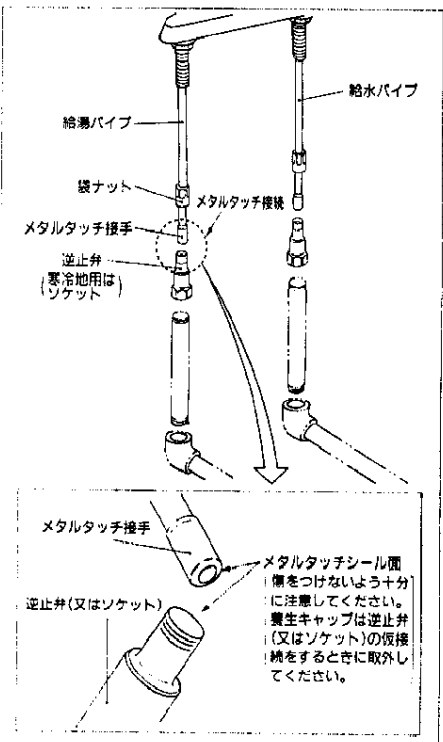 給水パイプ
給湯パイプ
袋ナット
メタルタッチ接続
メタルタッチ接手
逆止弁
(寒冷地用は
ソケット)
メタルタッチ接手
メタルタッチシール面
傷をつけないよう十分
に注意してください。
養生キャップは逆止弁
(又はソケット)の仮接
続をするときに取外し
てください。
逆止弁(又はソケット)